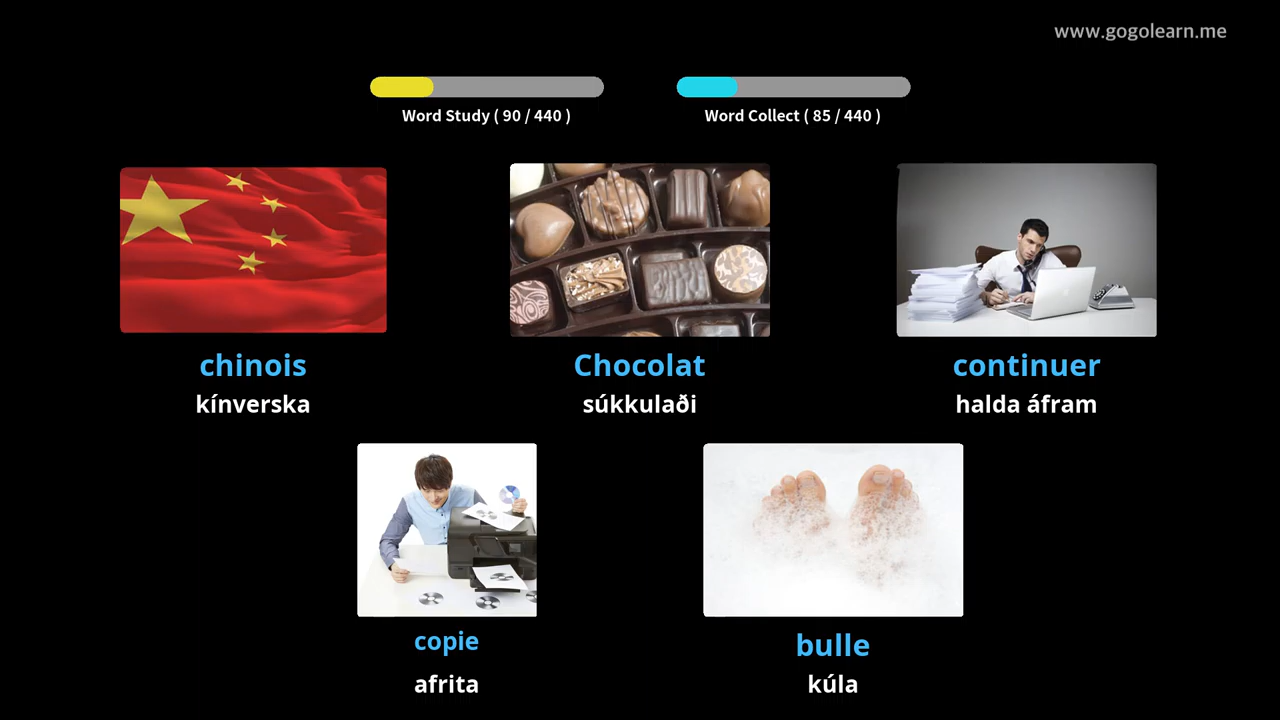 www.gogolearn.me
Word Study ( 90 / 440 )
Word Collect ( 85 / 440 )
chinois
kínverska
Chocolat
súkkulaði
continuer
halda áfram
copie
afrita
bulle
kúla